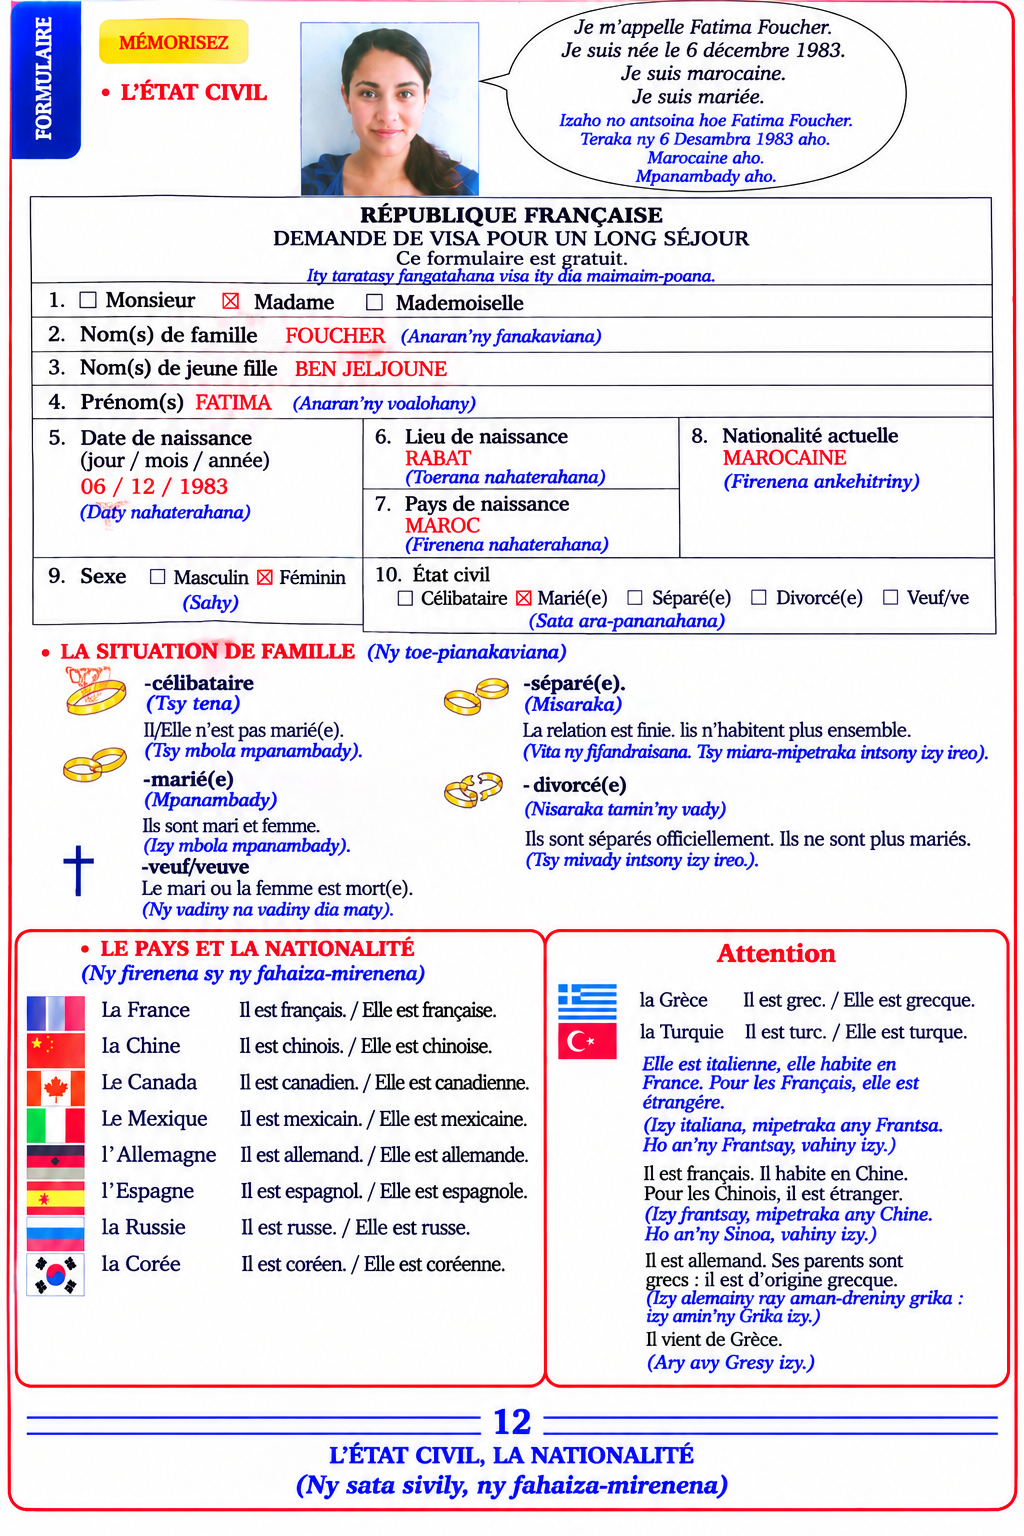 FORMULAIRE
MÉMORISEZ
• L'ÉTAT CIVIL
Je m'appelle Fatima Foucher.
Je suis née le 6 décembre 1983.
Je suis marocaine.
Je suis mariée.
Izaho no antsoina hoe Fatima Foucher.
Teraka ny 6 Desambra 1983 aho.
Marocaine aho.
Mpanambady aho.
RÉPUBLIQUE FRANÇAISE
DEMANDE DE VISA POUR UN LONG SÉJOUR
Ce formulaire est gratuit.
Ity taratasy fangatahana visa ity dia maimaim-poana.
1. ☐ Monsieur ☒ Madame ☐ Mademoiselle
2. Nom(s) de famille FOUCHER (Anaran'ny fanakaviana)
3. Nom(s) de jeune fille BEN JELJOUNE
4. Prénom(s) FATIMA (Anaran'ny voalohany)
5. Date de naissance
(jour / mois / année)
06 / 12 / 1983
(Daty nahaterahana)
6. Lieu de naissance
RABAT
(Toerana nahaterahana)
7. Pays de naissance
MAROC
(Firenena nahaterahana)
8. Nationalité actuelle
MAROCAINE
(Firenena ankehitriny)
9. Sexe ☐ Masculin ☒ Féminin
(Sahy)
10. État civil
☐ Célibataire ☒ Marié(e) ☐ Séparé(e) ☐ Divorcé(e) ☐ Veuf/ve
(Sata ara-pananahana)
• LA SITUATION DE FAMILLE (Ny toe-pianakaviana)
-célibataire
(Tsy tena)
Il/Elle n'est pas marié(e).
(Tsy mbola mpanambady).
-marié(e)
(Mpanambady)
Ils sont mari et femme.
(Izy mbola mpanambady).
-veuf/veuve
Le mari ou la femme est mort(e).
(Ny vadiny na vadiny dia maty).
-séparé(e).
(Misaraka)
La relation est finie. lis n'habitent plus ensemble.
(Vita ny fifandraisana. Tsy miara-mipetraka intsony izy ireo).
- divorcé(e)
(Nisaraka tamin'ny vady)
Ils sont séparés officiellement. Ils ne sont plus mariés.
(Tsy mivady intsony izy ireo.).
• LE PAYS ET LA NATIONALITÉ
(Ny firenena sy ny fahaiza-mirenena)
La France Il est français. / Elle est française.
la Chine Il est chinois. / Elle est chinoise.
Le Canada Il est canadien. / Elle est canadienne.
Le Mexique Il est mexicain. / Elle est mexicaine.
l'Allemagne Il est allemand. / Elle est allemande.
l'Espagne Il est espagnol. / Elle est espagnole.
la Russie Il est russe. / Elle est russe.
la Corée Il est coréen. / Elle est coréenne.
Attention
la Grèce Il est grec. / Elle est grecque.
la Turquie Il est turc. / Elle est turque.
Elle est italienne, elle habite en
France. Pour les Français, elle est
étrangére.
(Izy italiana, mipetraka any Frantsa.
Ho an'ny Frantsay, vahiny izy.)
Il est français. Il habite en Chine.
Pour les Chinois, il est étranger.
(Izy frantsay, mipetraka any Chine.
Ho an'ny Sinoa, vahiny izy.)
Il est allemand. Ses parents sont
grecs : il est d'origine grecque.
(Izy alemainy ray aman-dreniny grika :
izy amin'ny Grika izy.)
Il vient de Grèce.
(Ary avy Gresy izy.)
12
L'ÉTAT CIVIL, LA NATIONALITÉ
(Ny sata sivily, ny fahaiza-mirenena)